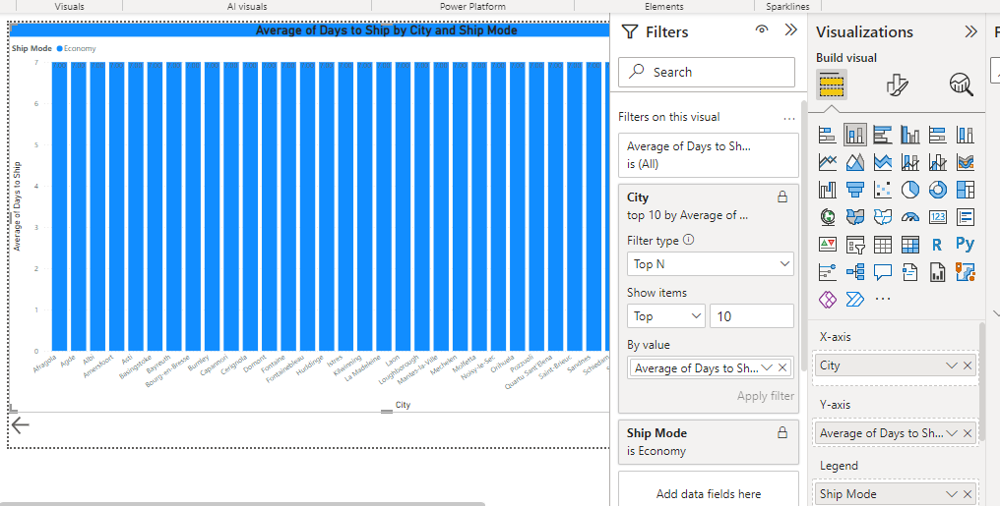 Visuals
AI visuals
Power Platform
Elements
Sparklines
Average of Days to Ship by City and Ship Mode
Ship Mode Economy
7
6
5
4
3
2
1
0
Average of Days to Ship
Afragola
Agde
Albi
Amersfoort
Asti
Basingstoke
Bayreuth
Bourg-en-Bresse
Burnley
Capannori
Cerignola
Domont
Fontaine
Fontainebleau
Huntington
Istres
Laon
La Madeleine
Loughborough
Mantes-la-Ville
Mechelen
Molfetta
Noisy-le-Sec
Orihuela
Pozzuoli
Quartu Sant'Elena
Saint-Brieuc
Sandnes
Schiedam
City
Filters
Search
Filters on this visual
...
Average of Days to Sh...
is (All)
City
top 10 by Average of ...
Filter type
Top N
Show items
Top
10
By value
Average of Days to Sh...
Apply filter
Ship Mode
is Economy
Add data fields here
Visualizations
Build visual
123
R
Py
...
X-axis
City
Y-axis
Average of Days to Sh...
Legend
Ship Mode